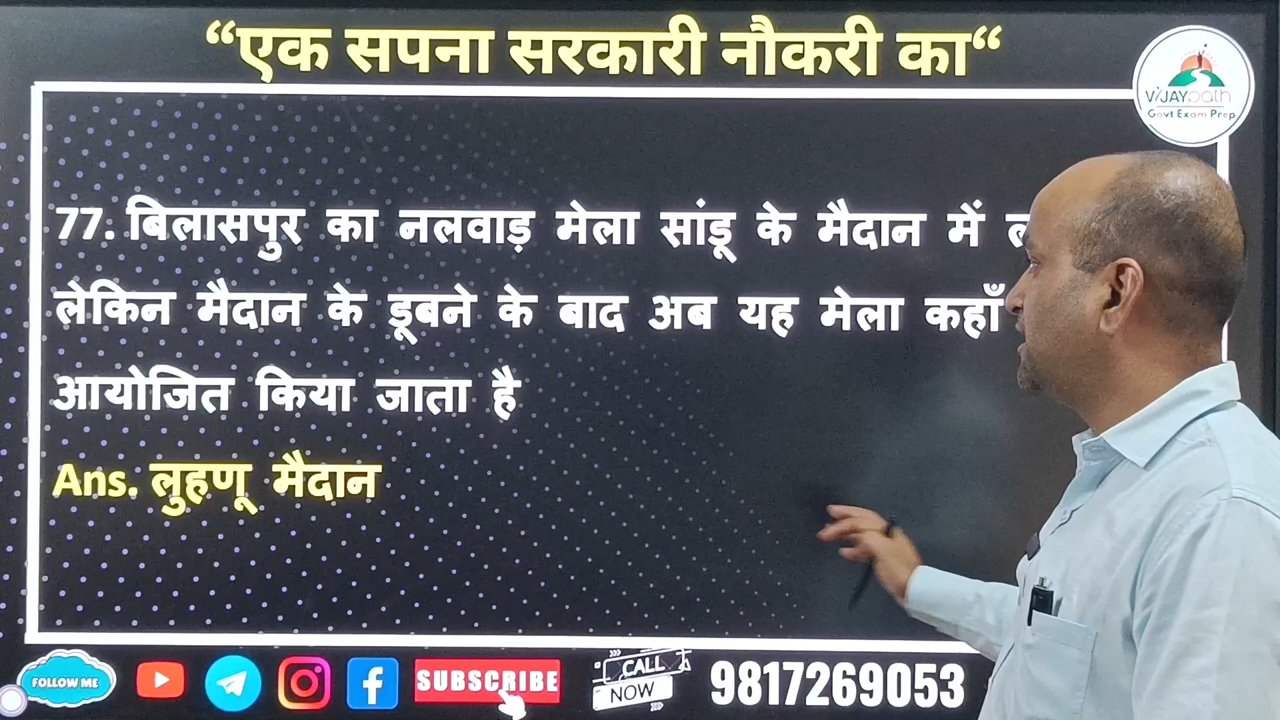 “एक सपना सरकारी नौकरी का“
VIJAYpath
Govt Exam Prep
77. बिलासपुर का नलवाड़ मेला सांडू के मैदान में
लेकिन मैदान के डूबने के बाद अब यह मेला कहाँ
आयोजित किया जाता है
Ans. लुहणू मैदान
FOLLOW ME
SUBSCRIBE
CALL
NOW
9817269053